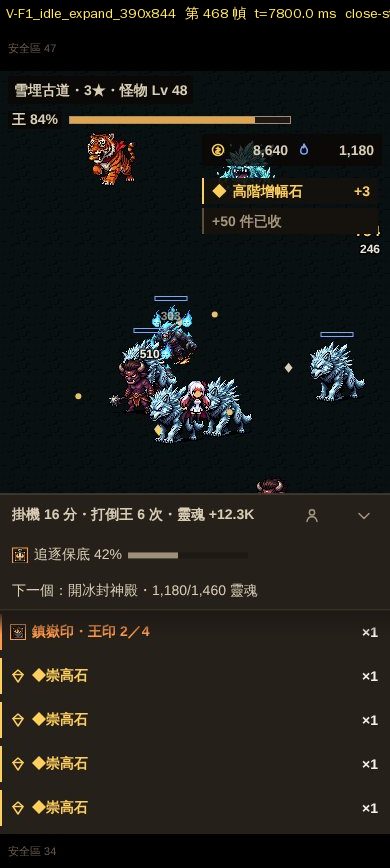 V-F1_idle_expand_390x844 第 468 幀 t=7800.0 ms close-s
安全區 47
雪埋古道・3★・怪物 Lv 48
王 84%
8,640 1,180
◆ 高階增幅石 +3
+50 件已收
246
303
510
掛機 16 分・打倒王 6 次・靈魂 +12.3K
追逐保底 42%
下一個：開冰封神殿・1,180/1,460 靈魂
鎮嶽印・王印 2／4 ×1
◆崇高石 ×1
◆崇高石 ×1
◆崇高石 ×1
◆崇高石 ×1
安全區 34